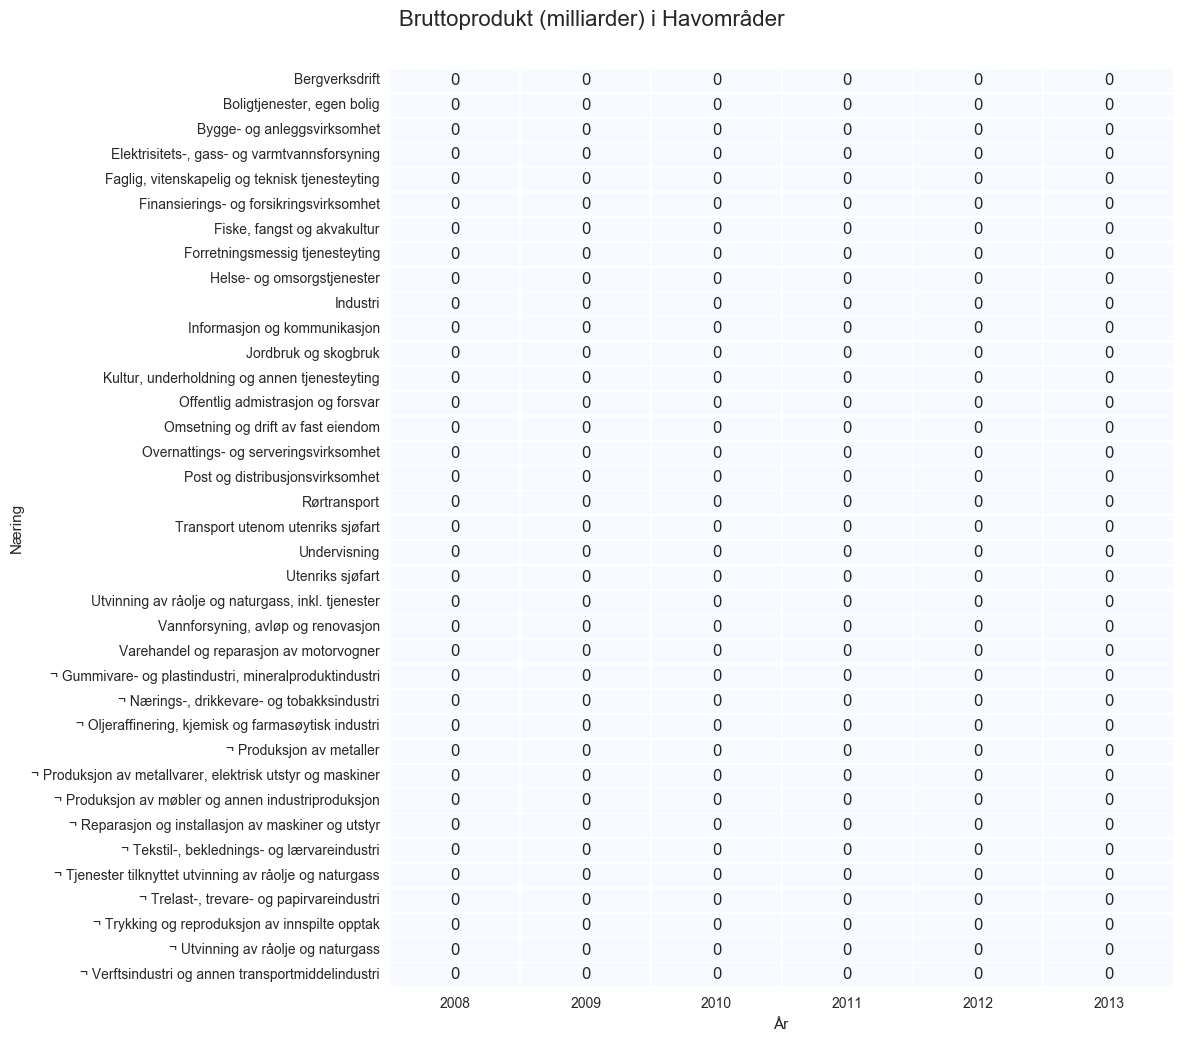 Bruttoprodukt (milliarder) i Havområder
Næring
Bergverksdrift 0 0 0 0 0 0
Boligtjenester, egen bolig 0 0 0 0 0 0
Bygge- og anleggsvirksomhet 0 0 0 0 0 0
Elektrisitets-, gass- og varmtvannsforsyning 0 0 0 0 0 0
Faglig, vitenskapelig og teknisk tjenesteyting 0 0 0 0 0 0
Finansierings- og forsikringsvirksomhet 0 0 0 0 0 0
Fiske, fangst og akvakultur 0 0 0 0 0 0
Forretningsmessig tjenesteyting 0 0 0 0 0 0
Helse- og omsorgstjenester 0 0 0 0 0 0
Industri 0 0 0 0 0 0
Informasjon og kommunikasjon 0 0 0 0 0 0
Jordbruk og skogbruk 0 0 0 0 0 0
Kultur, underholdning og annen tjenesteyting 0 0 0 0 0 0
Offentlig admistrasjon og forsvar 0 0 0 0 0 0
Omsetning og drift av fast eiendom 0 0 0 0 0 0
Overnattings- og serveringsvirksomhet 0 0 0 0 0 0
Post og distribusjonsvirksomhet 0 0 0 0 0 0
Rørtransport 0 0 0 0 0 0
Transport utenom utenriks sjøfart 0 0 0 0 0 0
Undervisning 0 0 0 0 0 0
Utenriks sjøfart 0 0 0 0 0 0
Utvinning av råolje og naturgass, inkl. tjenester 0 0 0 0 0 0
Vannforsyning, avløp og renovasjon 0 0 0 0 0 0
Varehandel og reparasjon av motorvogner 0 0 0 0 0 0
¬ Gummivare- og plastindustri, mineralproduktindustri 0 0 0 0 0 0
¬ Nærings-, drikkevare- og tobakksindustri 0 0 0 0 0 0
¬ Oljeraffinering, kjemisk og farmasøytisk industri 0 0 0 0 0 0
¬ Produksjon av metaller 0 0 0 0 0 0
¬ Produksjon av metallvarer, elektrisk utstyr og maskiner 0 0 0 0 0 0
¬ Produksjon av møbler og annen industriproduksjon 0 0 0 0 0 0
¬ Reparasjon og installasjon av maskiner og utstyr 0 0 0 0 0 0
¬ Tekstil-, beklednings- og lærvareindustri 0 0 0 0 0 0
¬ Tjenester tilknyttet utvinning av råolje og naturgass 0 0 0 0 0 0
¬ Trelast-, trevare- og papirvareindustri 0 0 0 0 0 0
¬ Trykking og reproduksjon av innspilte opptak 0 0 0 0 0 0
¬ Utvinning av råolje og naturgass 0 0 0 0 0 0
¬ Verftsindustri og annen transportmiddelindustri 0 0 0 0 0 0
2008 2009 2010 2011 2012 2013
År